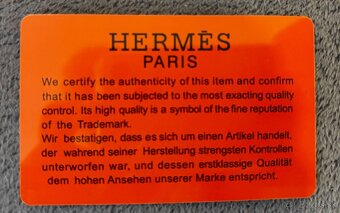 HERMÈS
PARIS
We certify the authenticity of this item and confirm
that it has been subjected to the most exacting quality
control. Its high quality is a symbol of the fine reputation
of the Trademark.
Wir bestatigen, dass es sich um einen Artikel handelt,
der wahrend seiner Herstellung strengsten Kontrollen
unterworfen war, und dessen erstklassige Qualität
dem hohen Ansehen unserer Marke entspricht.